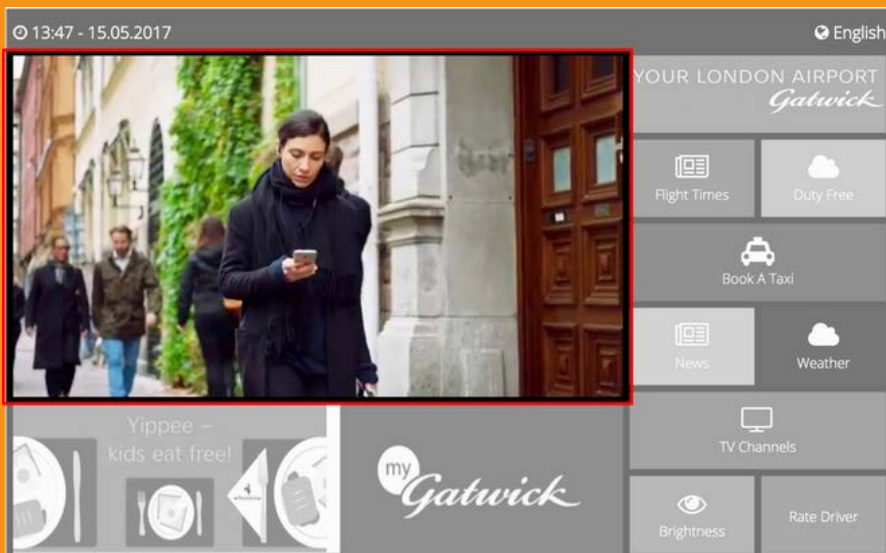 13:47 - 15.05.2017
English
YOUR LONDON AIRPORT
Gatwick
Flight Times
Duty Free
Book A Taxi
News
Weather
TV Channels
Yippee –
kids eat free!
my
Gatwick
Brightness
Rate Driver